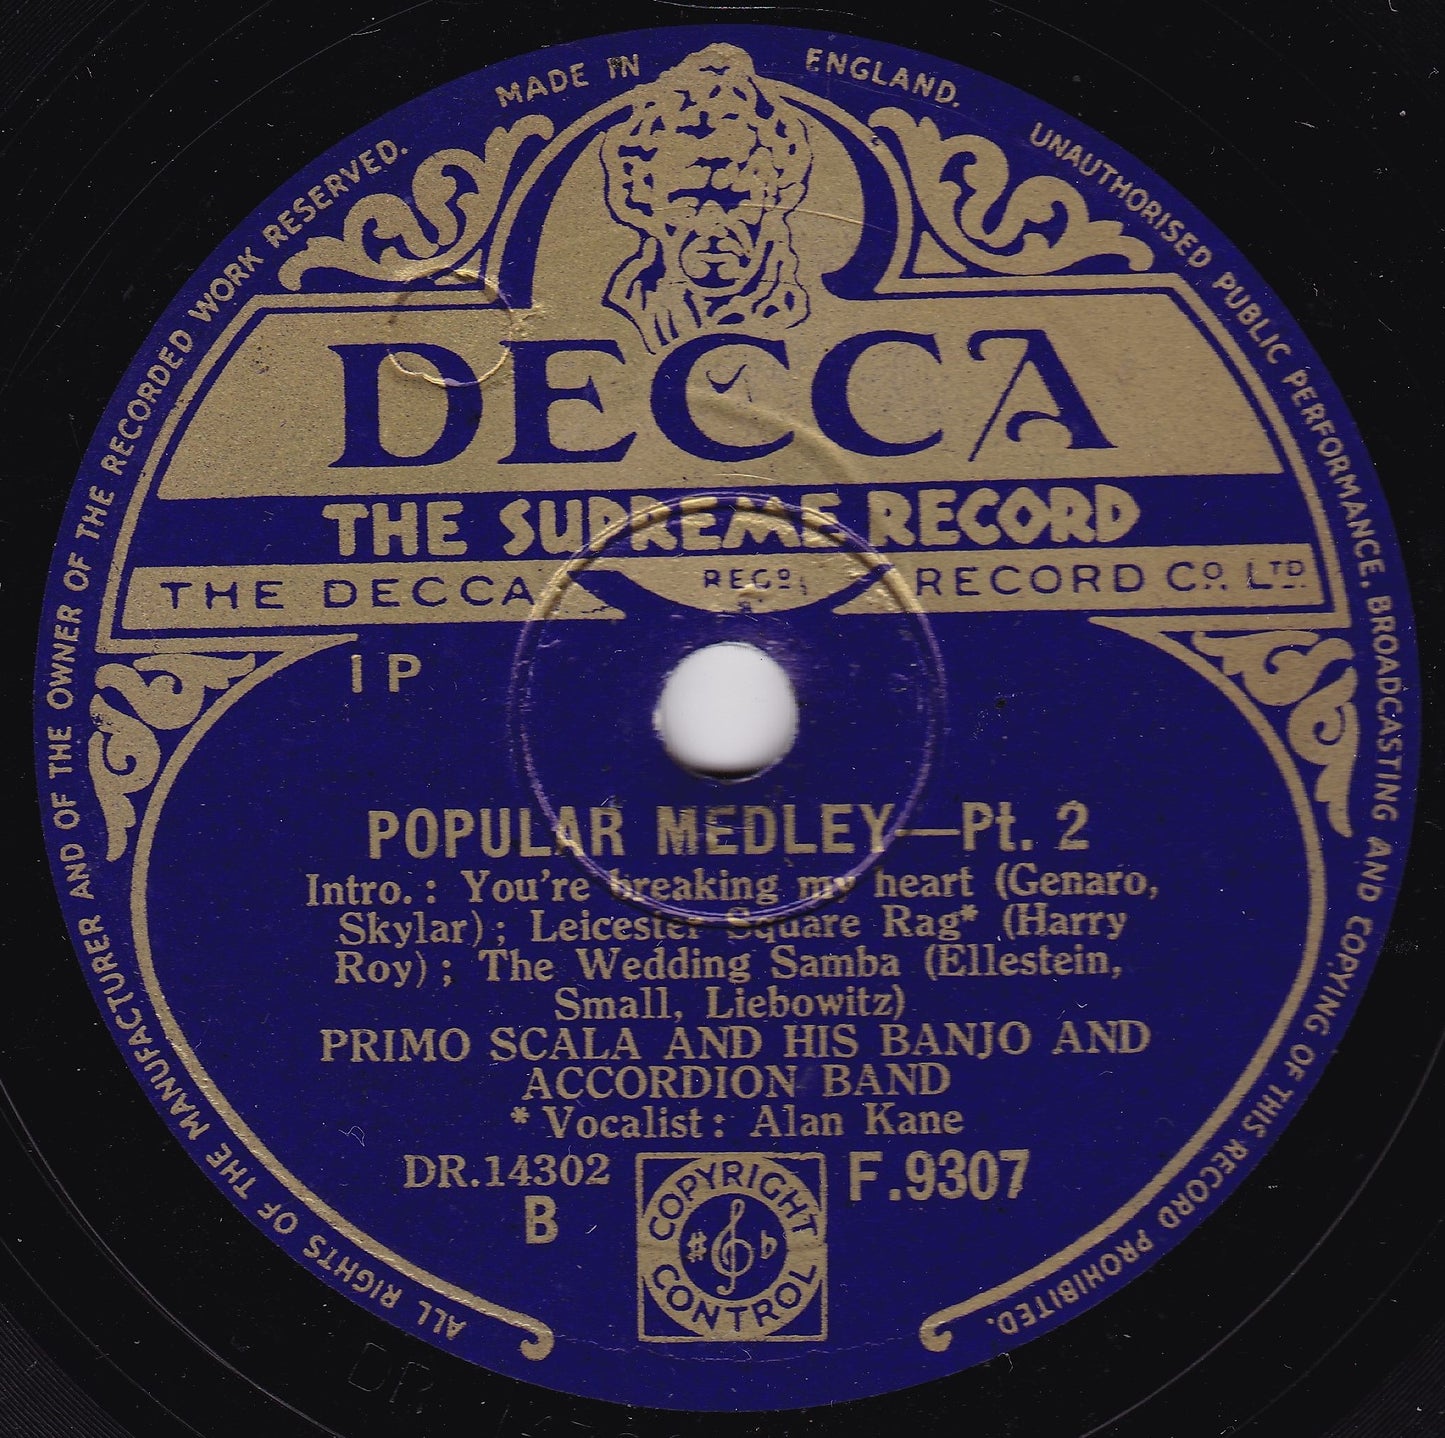 MADE IN ENGLAND.
ALL RIGHTS OF THE MANUFACTURER AND OF THE OWNER OF THE RECORDED WORK RESERVED.
UNAUTHORISED PUBLIC PERFORMANCE, BROADCASTING AND COPYING OF THIS RECORD PROHIBITED.
DECCA
THE SUPREME RECORD
THE DECCA REGD. RECORD CO. LTD.
1 P
POPULAR MEDLEY—Pt. 2
Intro.: You're breaking my heart (Genaro,
Skylar); Leicester Square Rag* (Harry
Roy); The Wedding Samba (Ellestein,
Small, Liebowitz)
PRIMO SCALA AND HIS BANJO AND
ACCORDION BAND
* Vocalist: Alan Kane
DR.14302
B
COPYRIGHT
CONTROL
F.9307
DR